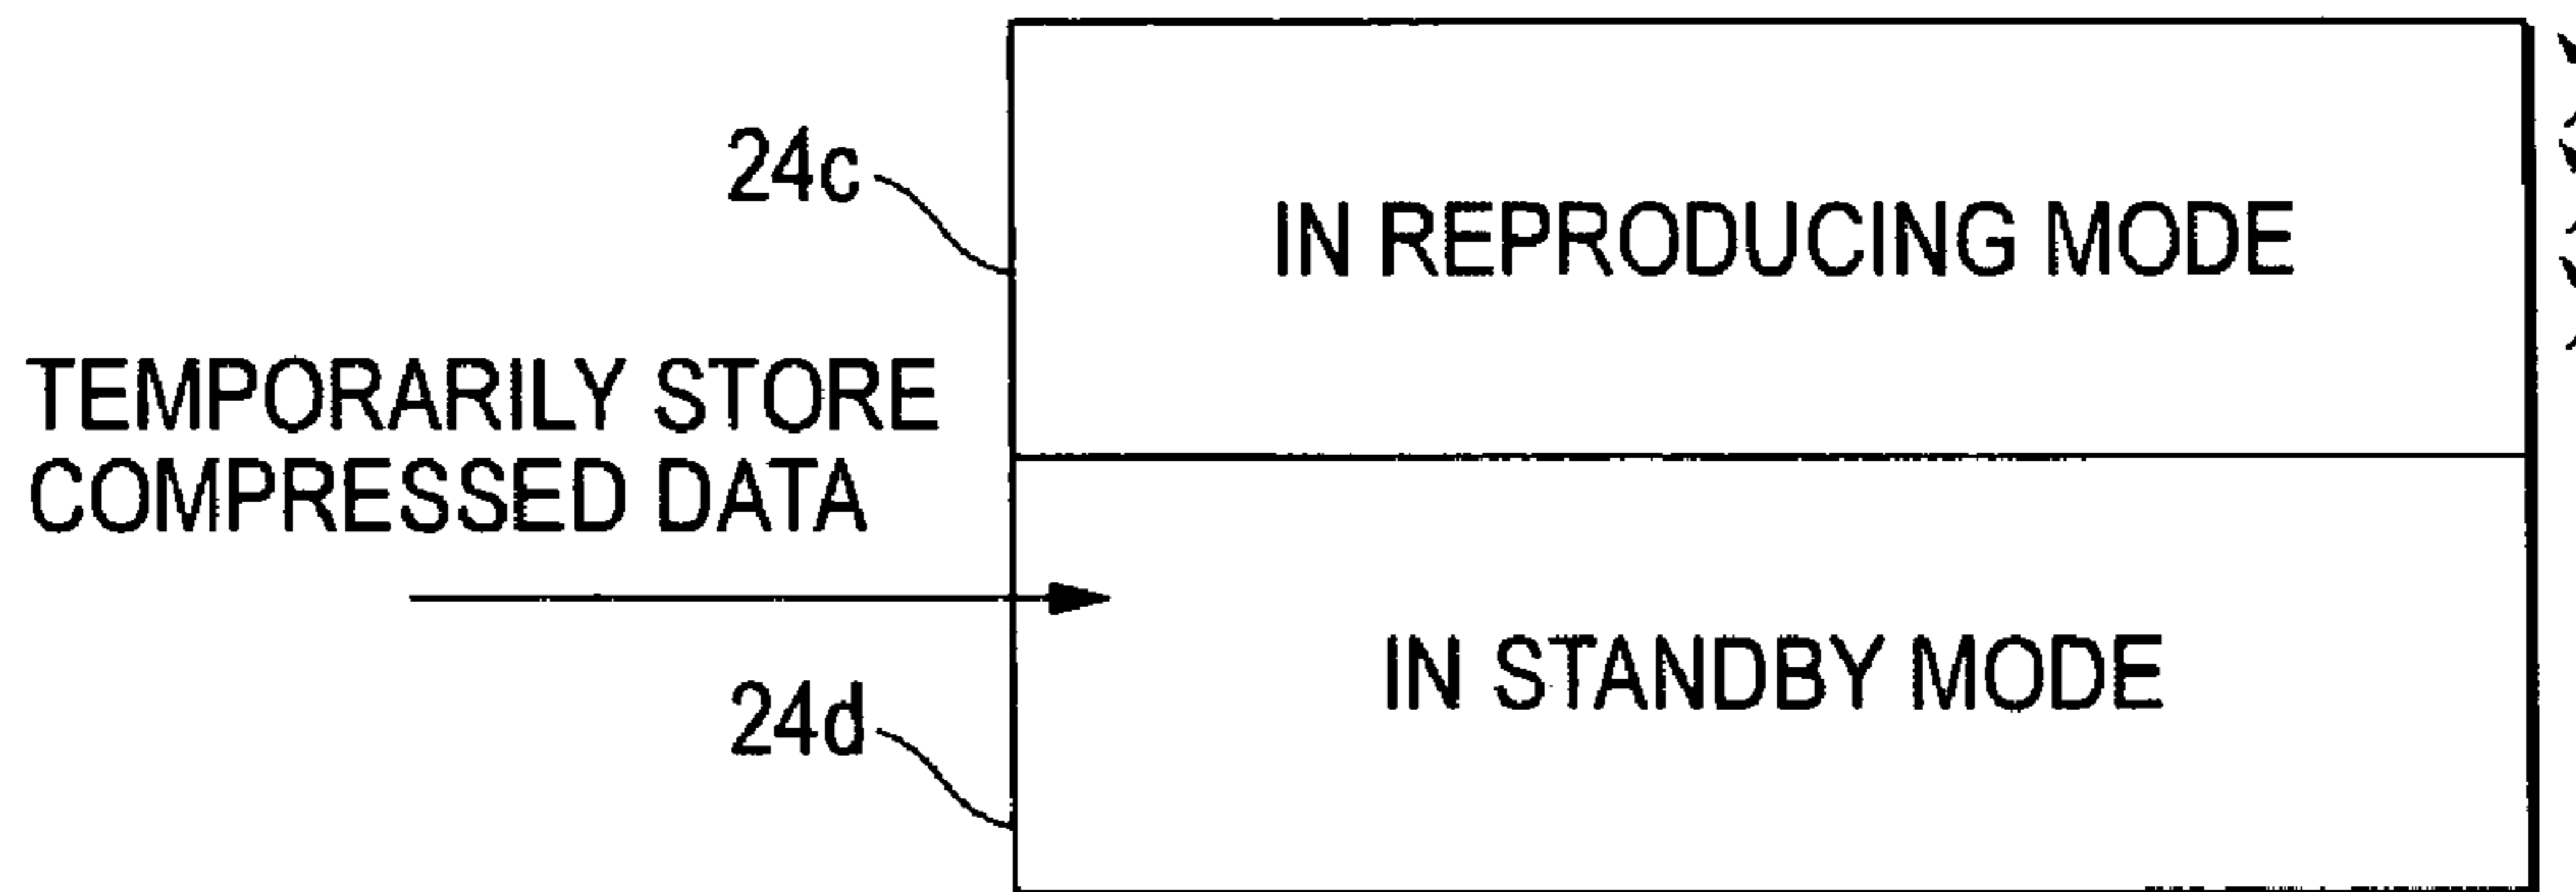 24c
IN REPRODUCING MODE
TEMPORARILY STORE
COMPRESSED DATA
IN STANDBY MODE
24d